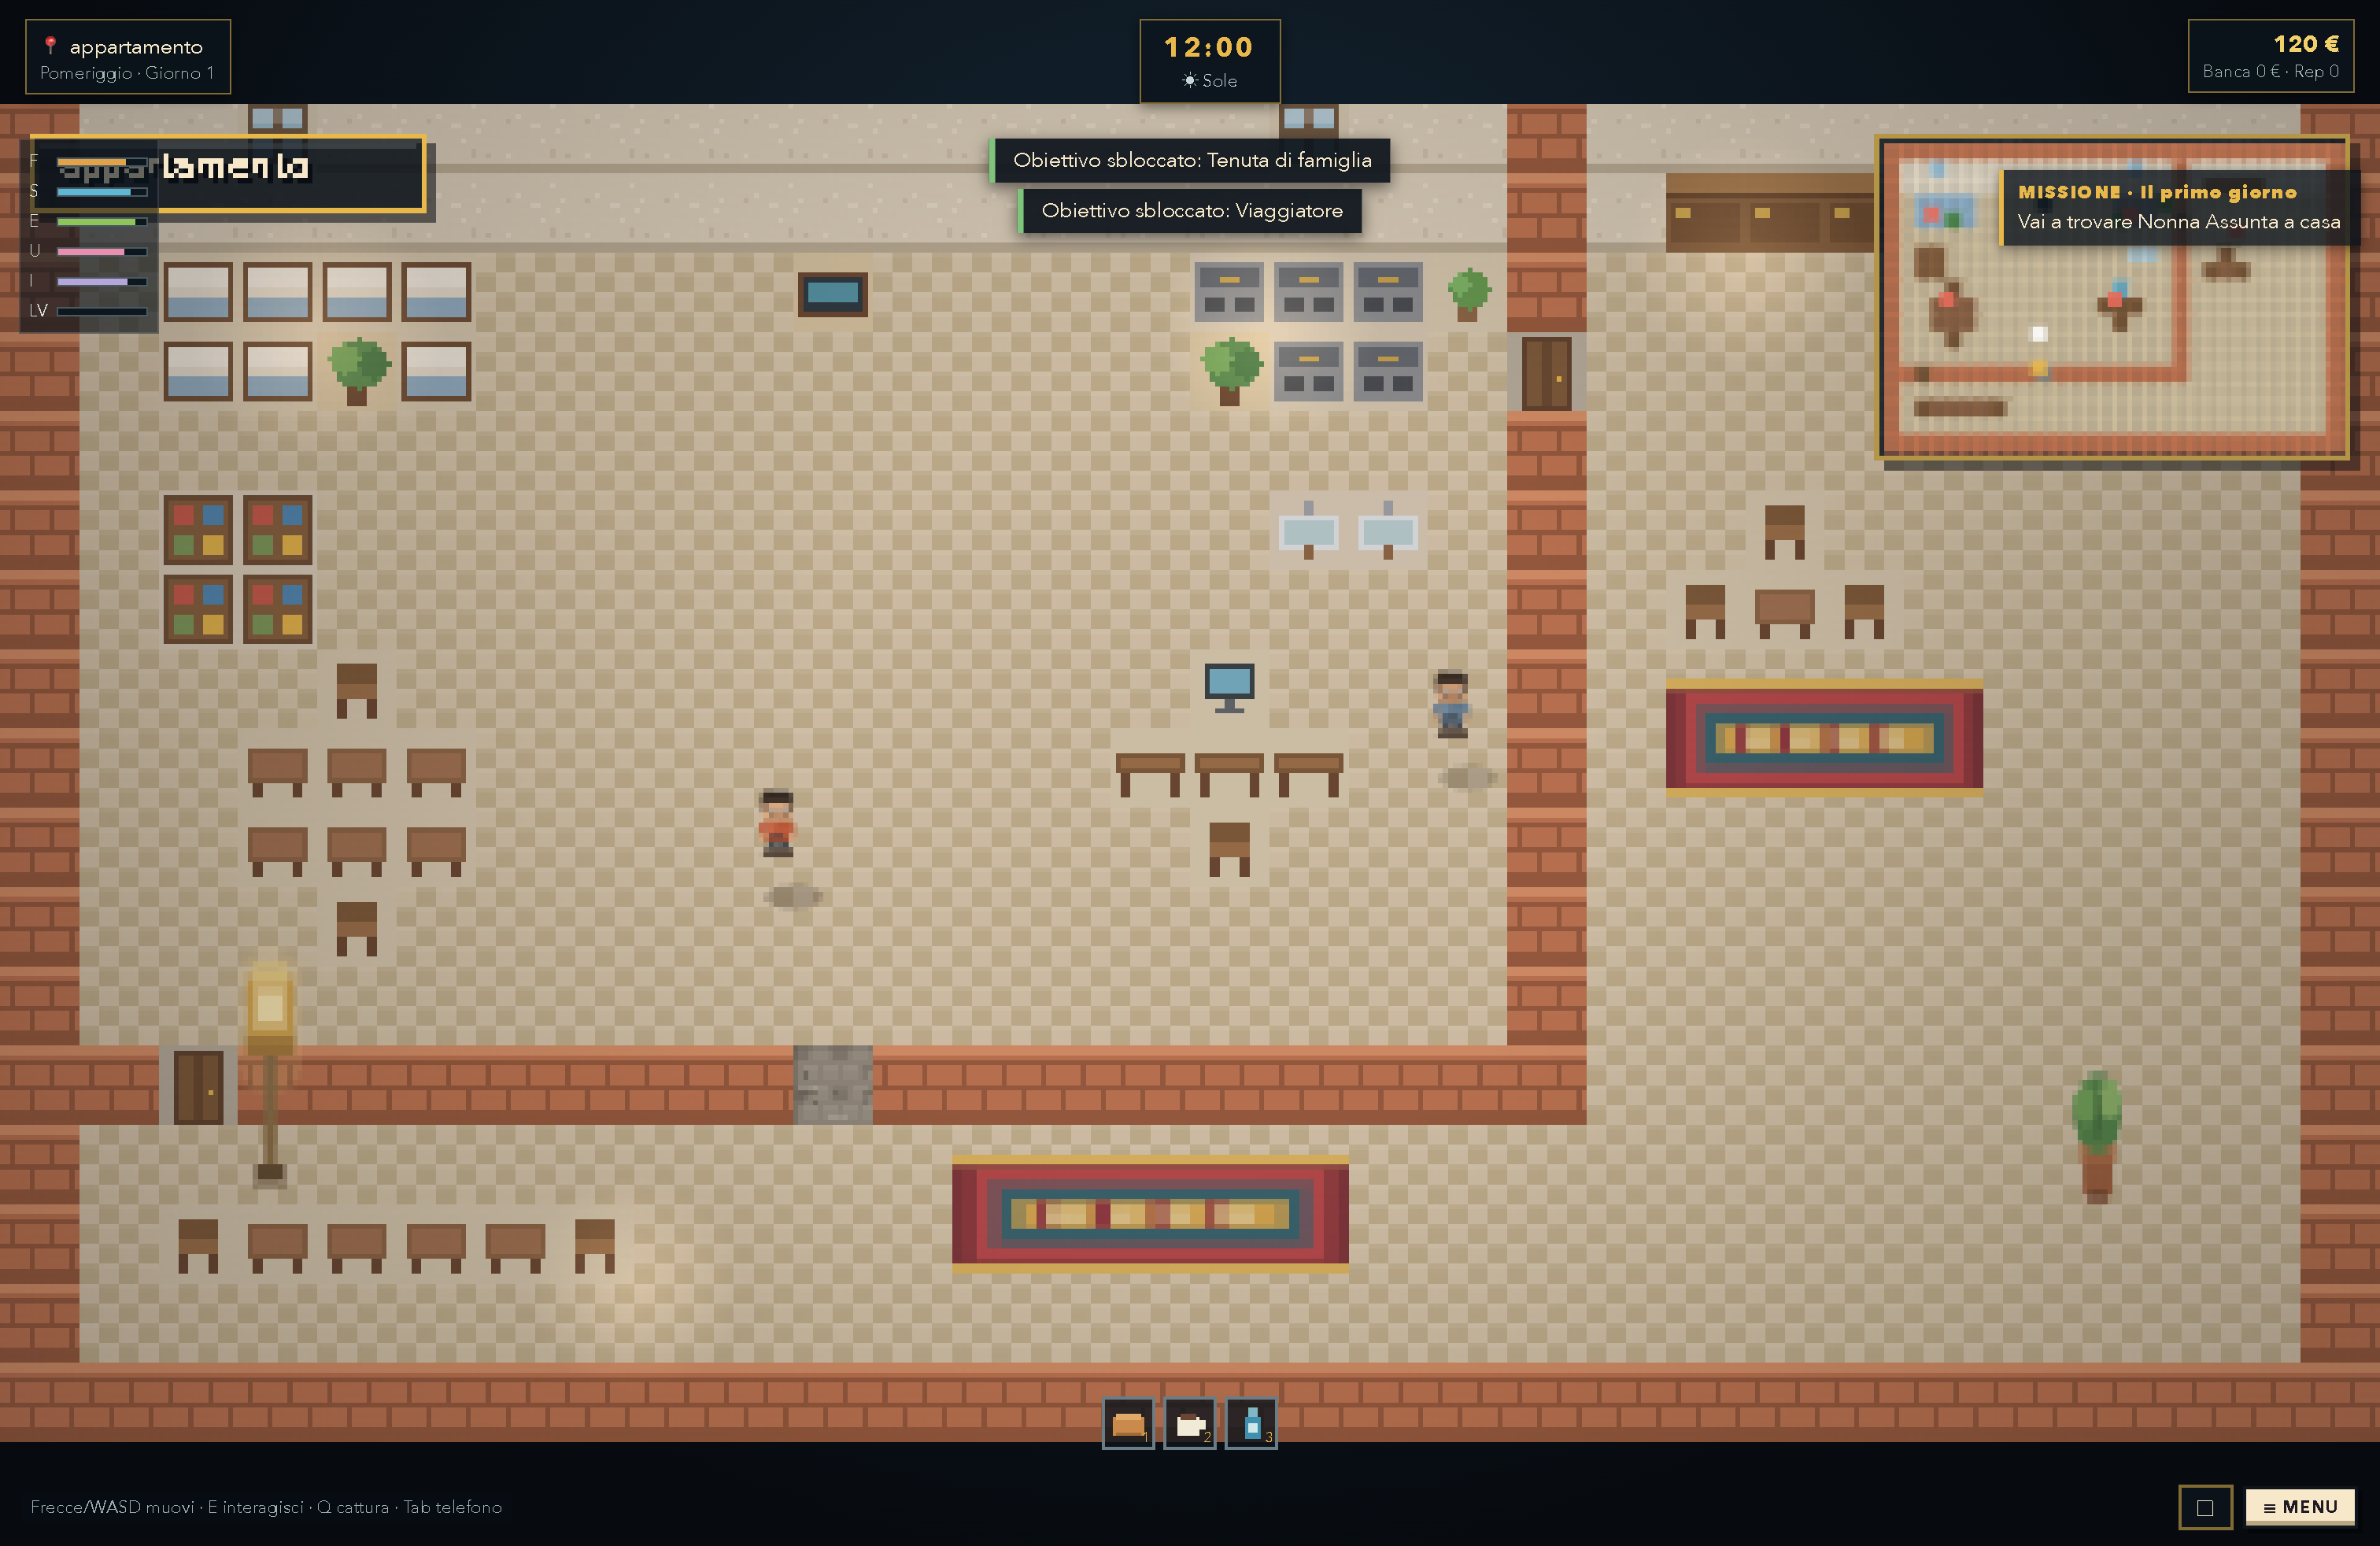 appartamento
Pomeriggio · Giorno 1
12:00
Sole
120 €
Banca 0 € · Rep 0
appartamento
F
S
E
U
I
LV
Obiettivo sbloccato: Tenuta di famiglia
Obiettivo sbloccato: Viaggiatore
MISSIONE · Il primo giorno
Vai a trovare Nonna Assunta a casa
1
2
3
Frecce/WASD muovi · E interagisci · Q cattura · Tab telefono
≡ MENU